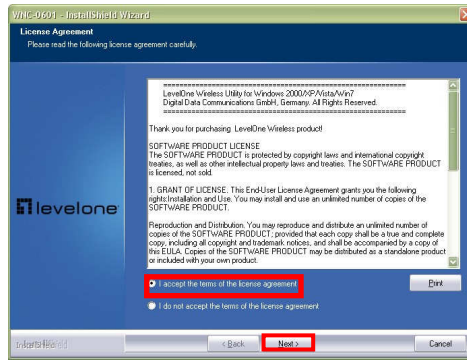 WNC-0601 - InstallShield Wizard
License Agreement
Please read the following license agreement carefully.
LevelOne Wireless Utility for Windows 2000/XP/Vista/Win7
Digital Data Communications GmbH, Germany. All Rights Reserved.
Thank you for purchasing LevelOne Wireless product!
SOFTWARE PRODUCT LICENSE
The SOFTWARE PRODUCT is protected by copyright laws and international copyright
treaties, as well as other intellectual property laws and treaties. The SOFTWARE PRODUCT
is licensed, not sold.
1. GRANT OF LICENSE. This End-User License Agreement grants you the following
rights:Installation and Use. You may install and use an unlimited number of copies of the
SOFTWARE PRODUCT.
Reproduction and Distribution. You may reproduce and distribute an unlimited number of
copies of the SOFTWARE PRODUCT; provided that each copy shall be a true and complete
copy, including all copyright and trademark notices, and shall be accompanied by a copy of
this EULA. Copies of the SOFTWARE PRODUCT may be distributed as a standalone product
or included with your own product.
levelone
I accept the terms of the license agreement
Print
I do not accept the terms of the license agreement
InstallShield
< Back
Next >
Cancel